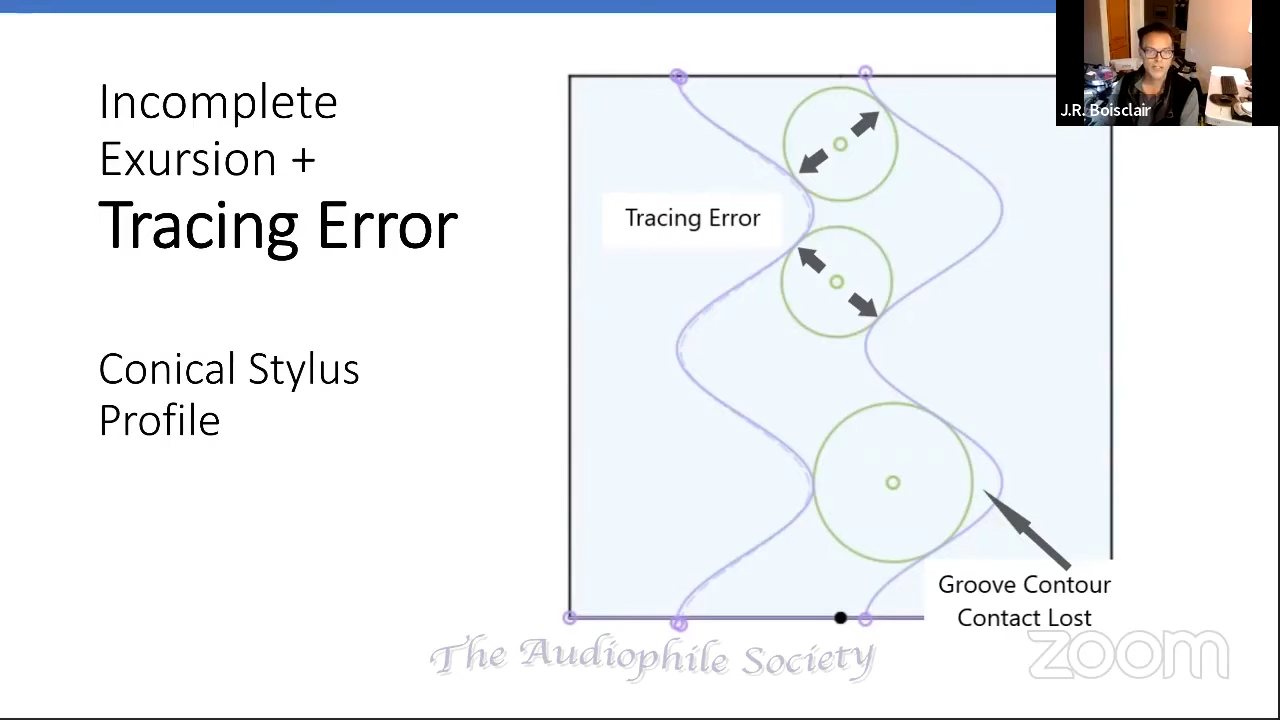 Incomplete
Exursion +
Tracing Error
Conical Stylus
Profile
Tracing Error
Groove Contour
Contact Lost
J.R. Boisclair
The Audiophile Society
zoom